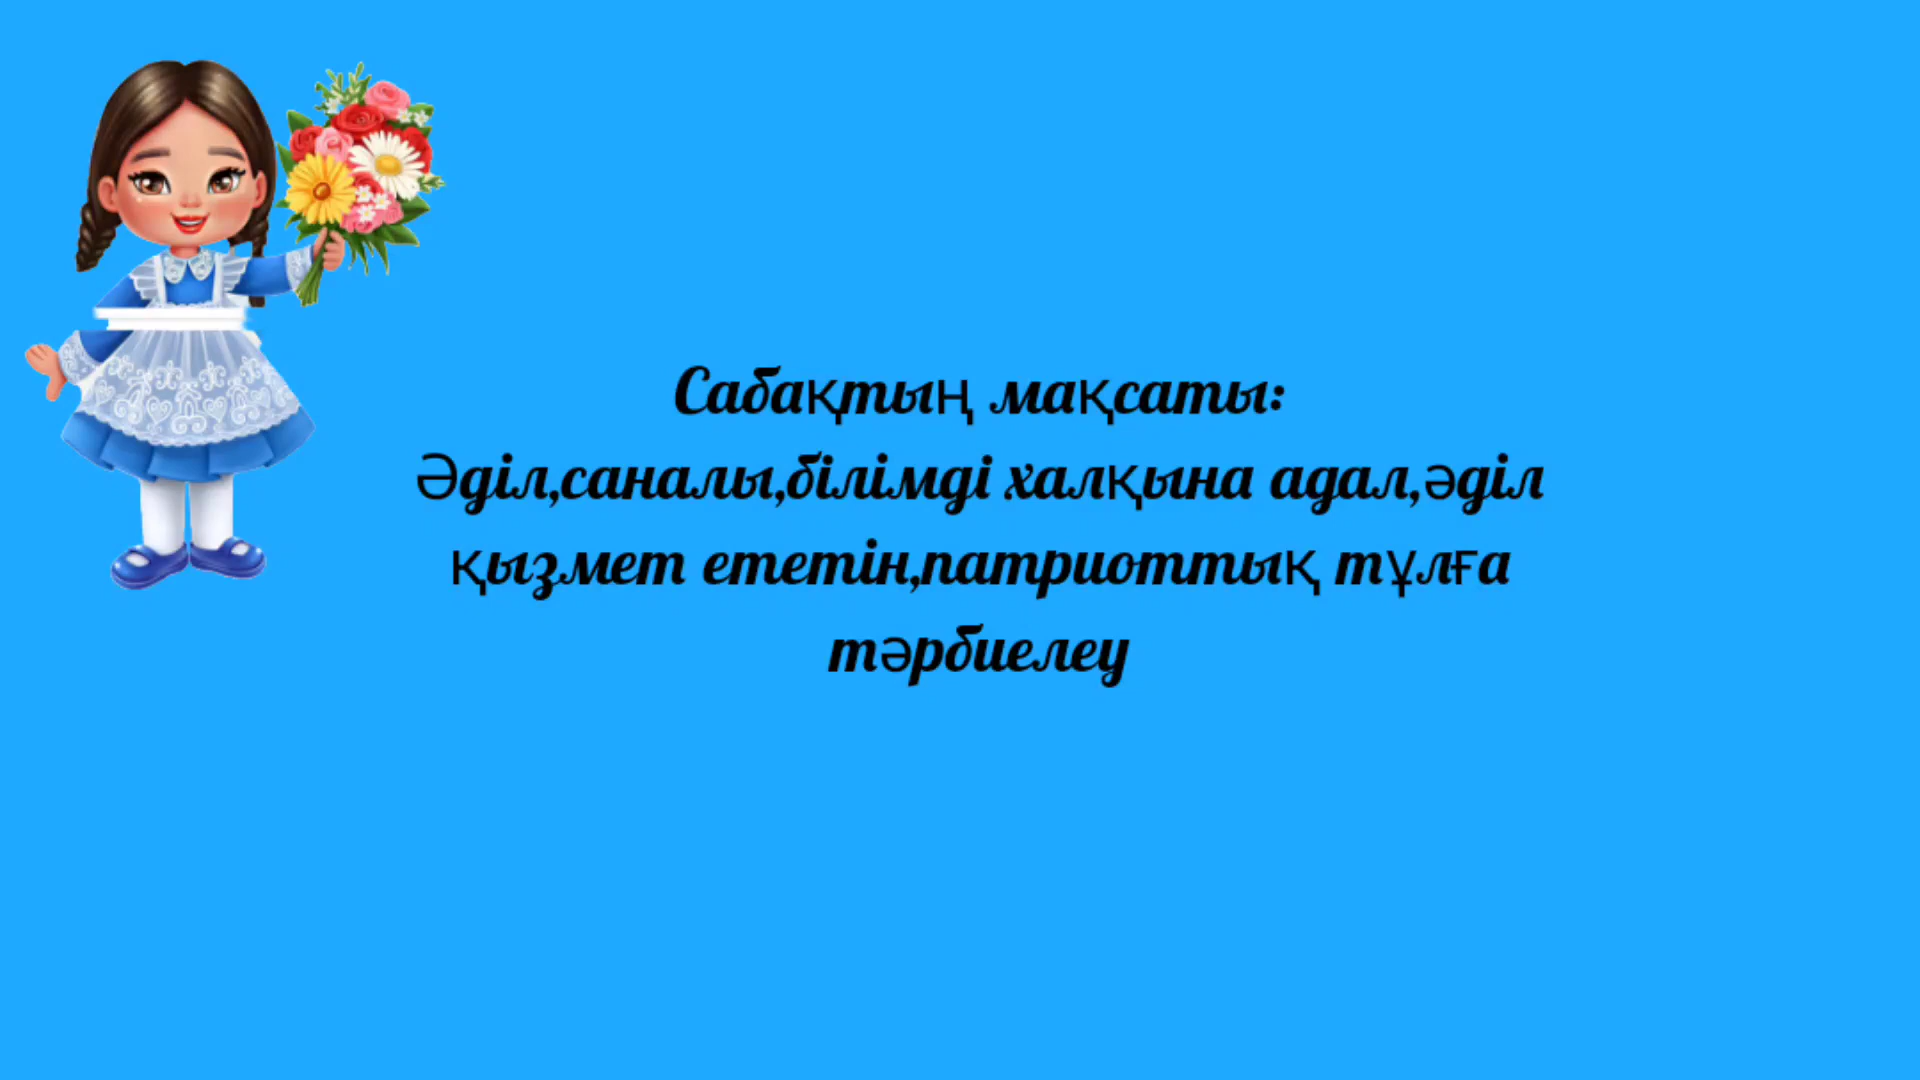 Сабақтың мақсаты:
Әділ,саналы,білімді халқына адал,әділ
қызмет ететін,патриоттық тұлға
тәрбиелеу